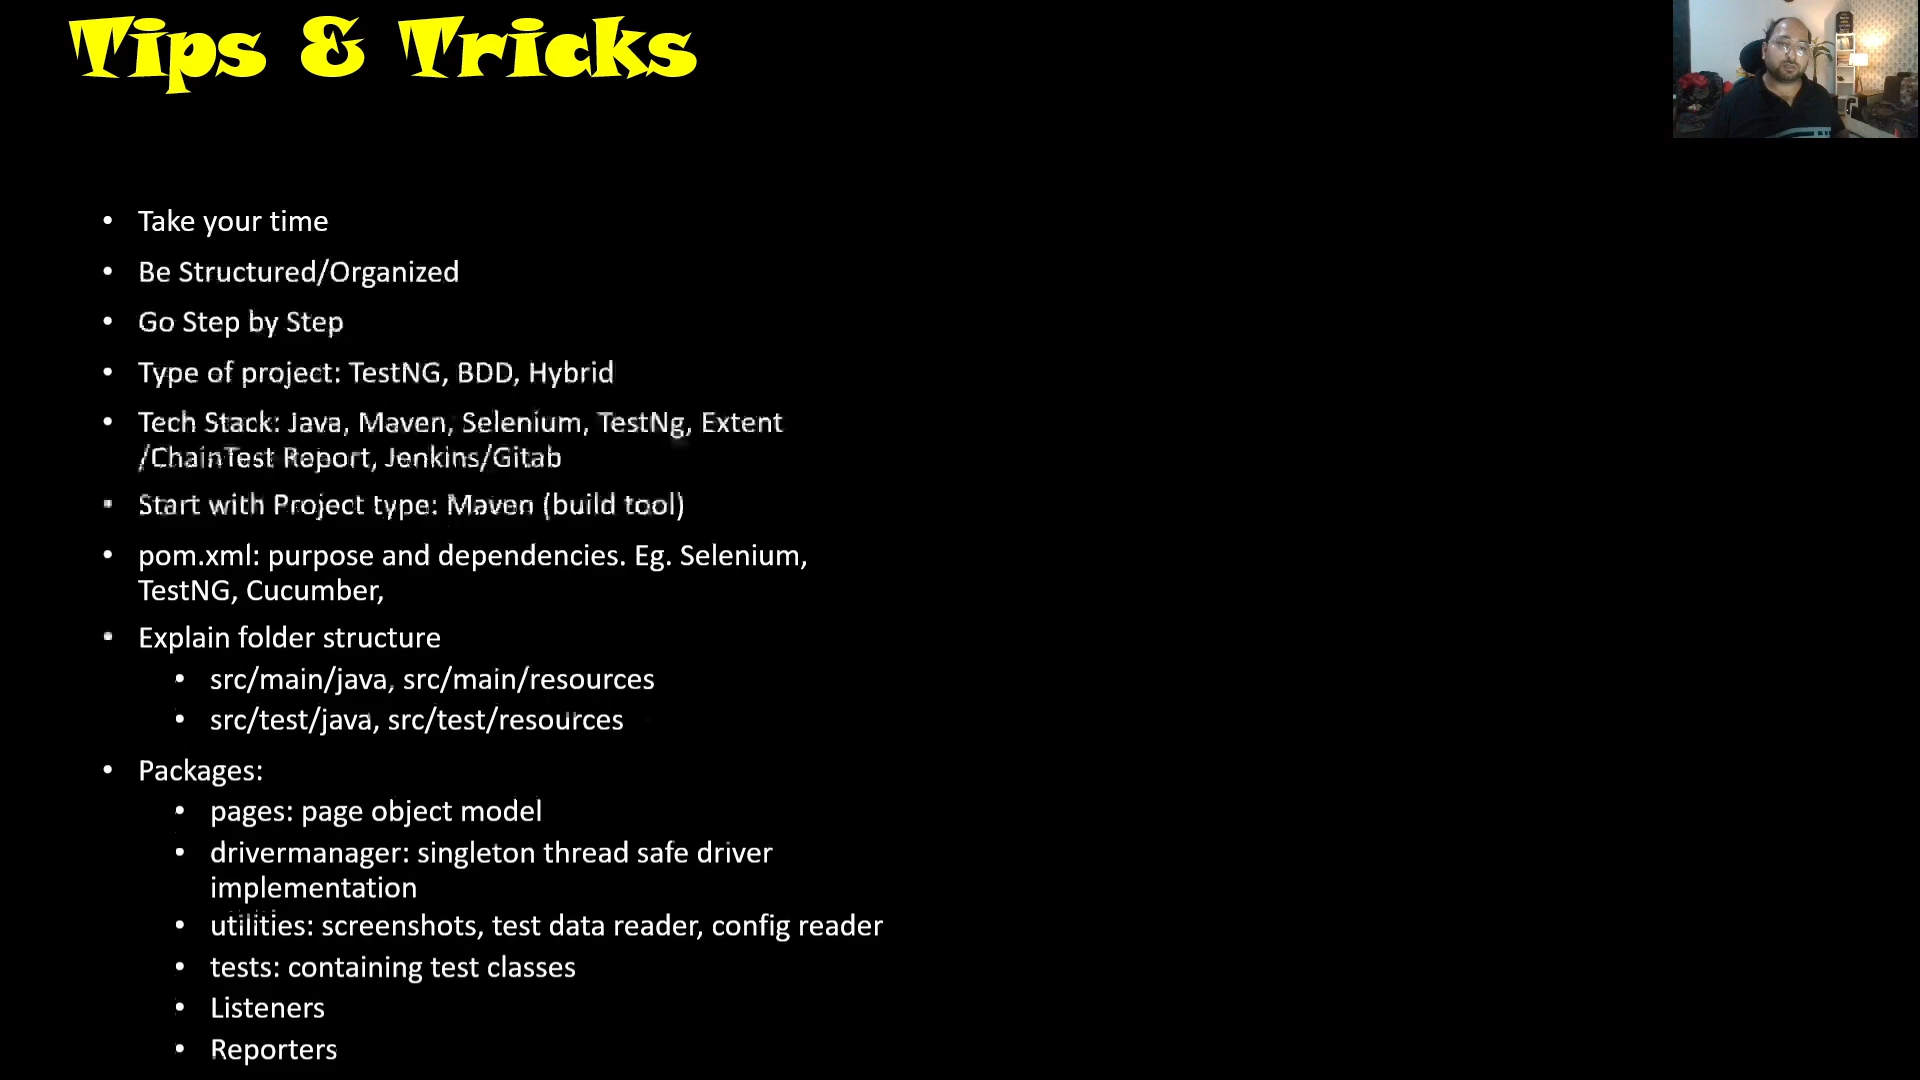 Tips & Tricks
• Take your time
• Be Structured/Organized
• Go Step by Step
• Type of project: TestNG, BDD, Hybrid
• Tech Stack: Java, Maven, Selenium, TestNg, Extent
/ChainTest Report, Jenkins/Gitab
• Start with Project type: Maven (build tool)
• pom.xml: purpose and dependencies. Eg. Selenium,
TestNG, Cucumber,
• Explain folder structure
• src/main/java, src/main/resources
• src/test/java, src/test/resources
• Packages:
• pages: page object model
• drivermanager: singleton thread safe driver
implementation
• utilities: screenshots, test data reader, config reader
• tests: containing test classes
• Listeners
• Reporters